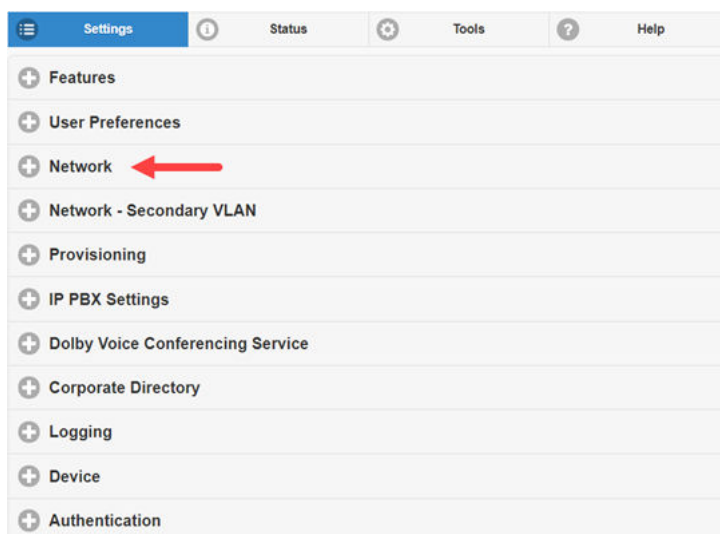 Settings Status Tools Help
Features
User Preferences
Network
Network - Secondary VLAN
Provisioning
IP PBX Settings
Dolby Voice Conferencing Service
Corporate Directory
Logging
Device
Authentication